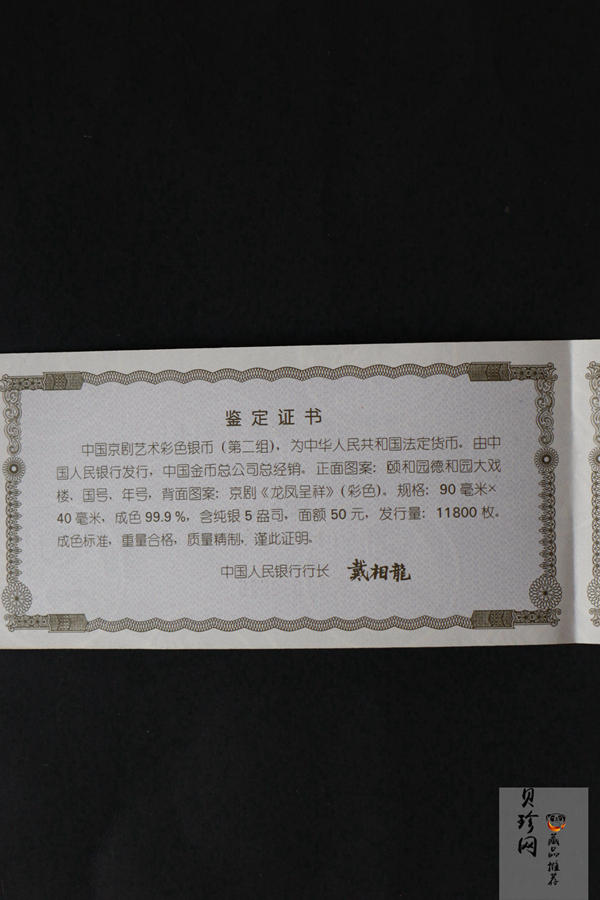 鉴定证书
中国京剧艺术彩色银币（第二组），为中华人民共和国法定货币，由中
国人民银行发行，中国金币总公司总经销。正面图案：颐和园德和园大戏
楼、国号、年号，背面图案：京剧《龙凤呈祥》（彩色）。规格：90毫米×
40毫米，成色99.9%，含纯银5盎司，面额50元，发行量：11800枚。
成色标准，重量合格，质量精制，谨此证明。
中国人民银行行长 戴相龍
贝珍网
藏品推荐